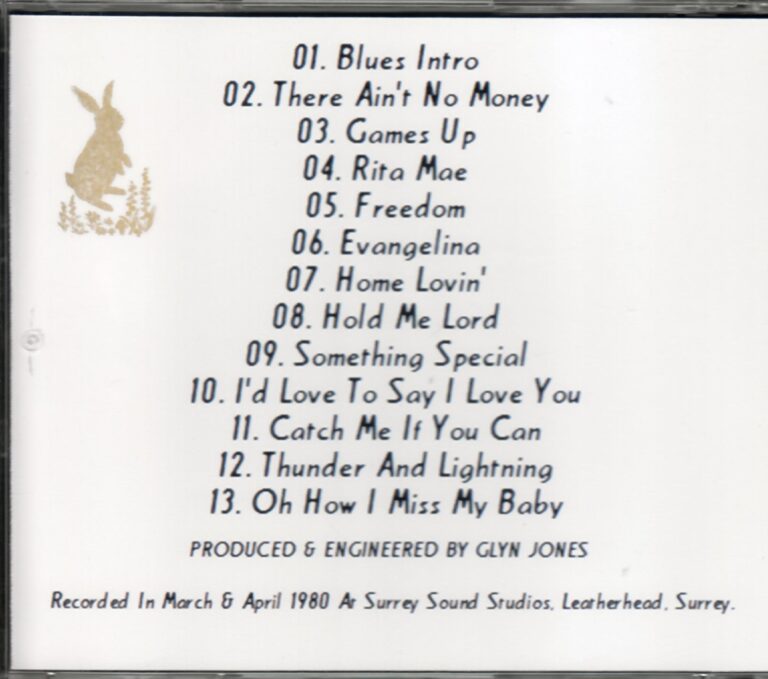 01. Blues Intro
02. There Ain't No Money
03. Games Up
04. Rita Mae
05. Freedom
06. Evangelina
07. Home Lovin'
08. Hold Me Lord
09. Something Special
10. I'd Love To Say I Love You
11. Catch Me If You Can
12. Thunder And Lightning
13. Oh How I Miss My Baby
PRODUCED & ENGINEERED BY GLYN JONES
Recorded In March & April 1980 At Surrey Sound Studios, Leatherhead, Surrey.